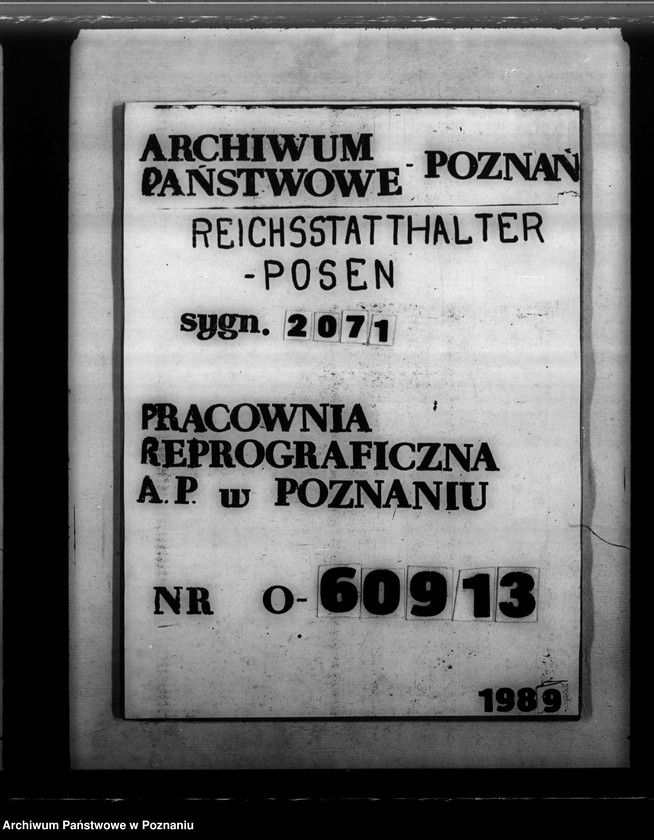 ARCHIWUM
PAŃSTWOWE - POZNAŃ
REICHSSTATTHALTER
-POSEN
sygn. 2071
PRACOWNIA
REPROGRAFICZNA
A.P. w POZNANIU
NR O-60913
1989
Archiwum Państwowe w Poznaniu